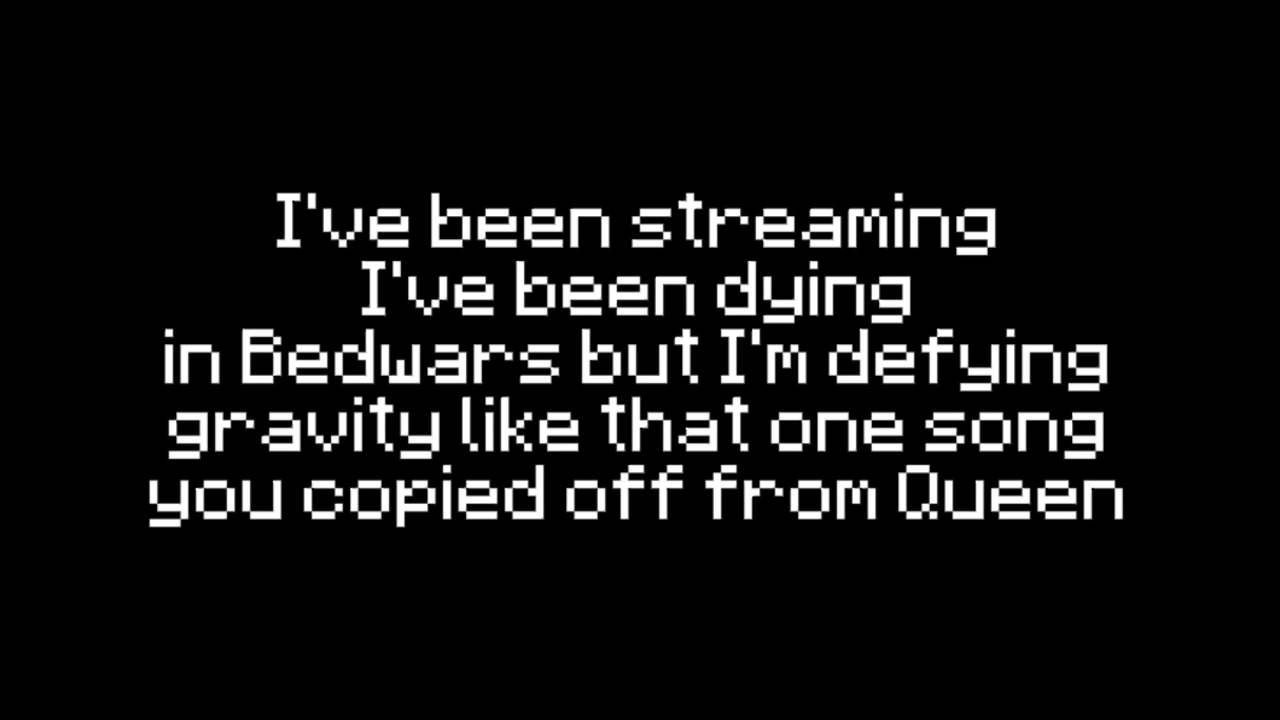 I've been streaming
I've been dying
in Bedwars but I'm defying
gravity like that one song
you copied off from Queen